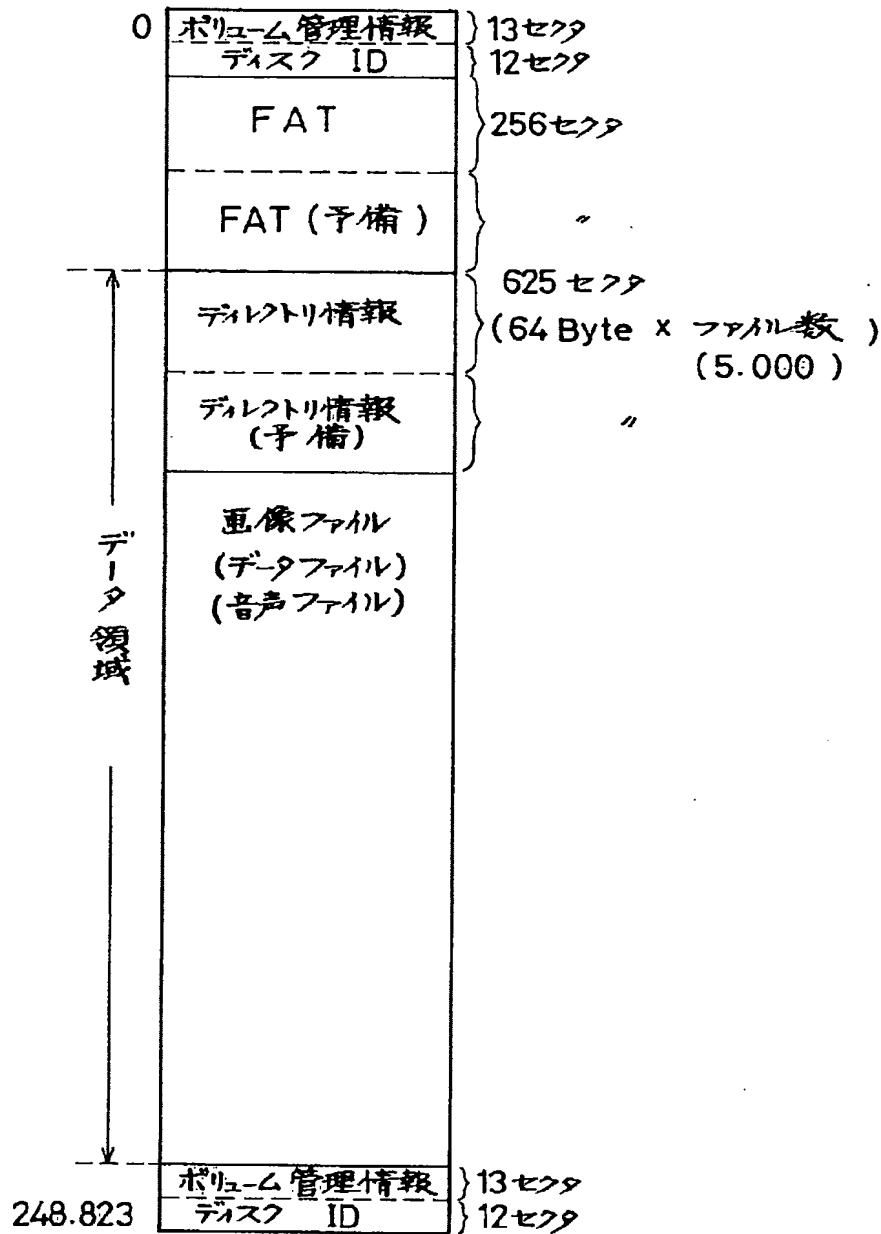 0 ボリューム管理情報 13セクタ
ディスク ID 12セクタ
FAT 256セクタ
FAT (予備) 〃
ディレクトリ情報 625セクタ
(64 Byte × ファイル数)
(5.000)
ディレクトリ情報 〃
(予備)
データ領域
画像ファイル
(データファイル)
(音声ファイル)
ボリューム管理情報 13セクタ
248.823 ディスク ID 12セクタ